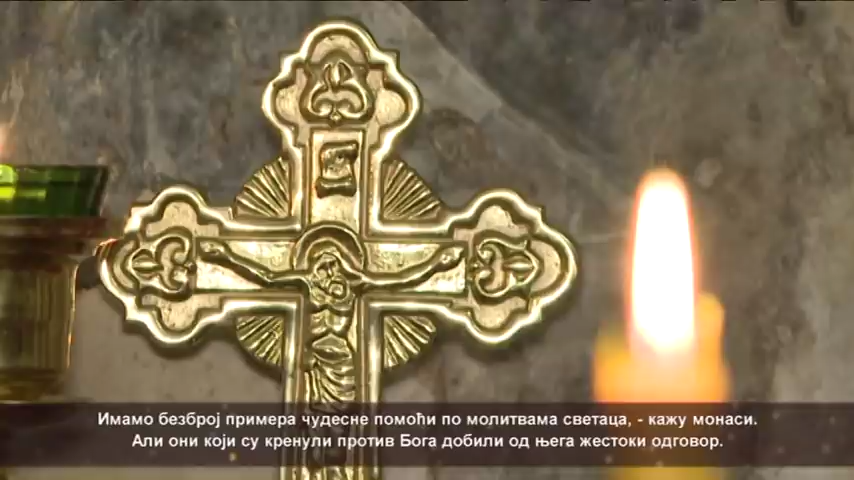 Имамо безброј примера чудесне помоћи по молитвама светаца, - кажу монаси.
Али они који су кренули против Бога добили од њега жестоки одговор.